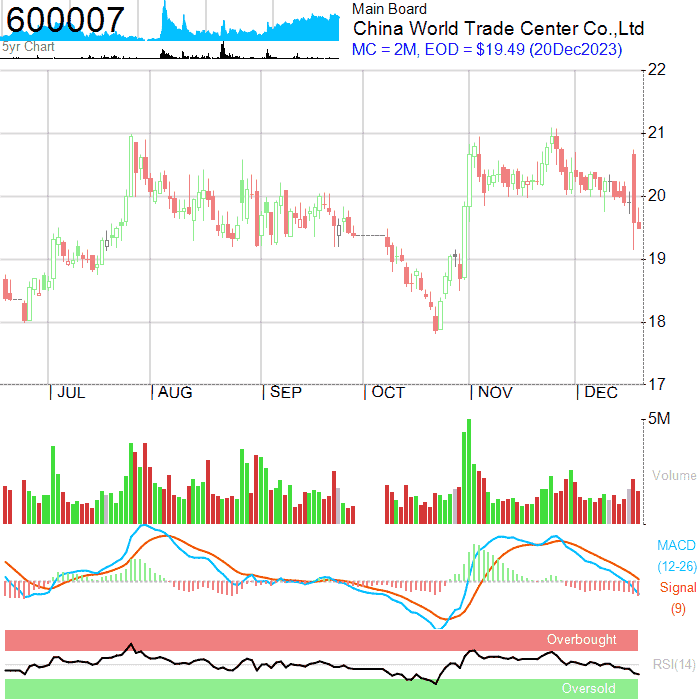 600007
5yr Chart
Main Board
China World Trade Center Co.,Ltd
MC = 2M, EOD = $19.49 (20Dec2023)
22
21
20
19
18
17
JUL AUG SEP OCT NOV DEC
5M
Volume
MACD
(12-26)
Signal
(9)
Overbought
RSI(14)
Oversold